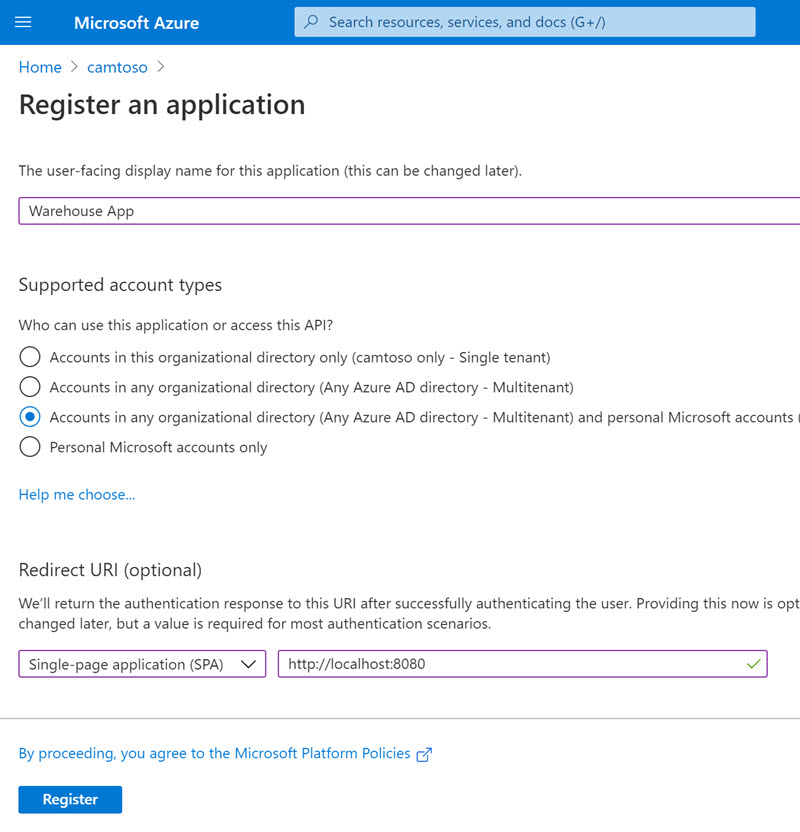 Microsoft Azure
Search resources, services, and docs (G+/)
Home > camtoso >
Register an application
The user-facing display name for this application (this can be changed later).
Warehouse App
Supported account types
Who can use this application or access this API?
Accounts in this organizational directory only (camtoso only - Single tenant)
Accounts in any organizational directory (Any Azure AD directory - Multitenant)
Accounts in any organizational directory (Any Azure AD directory - Multitenant) and personal Microsoft accounts (
Personal Microsoft accounts only
Help me choose...
Redirect URI (optional)
We'll return the authentication response to this URI after successfully authenticating the user. Providing this now is opt
changed later, but a value is required for most authentication scenarios.
Single-page application (SPA)
http://localhost:8080
By proceeding, you agree to the Microsoft Platform Policies
Register